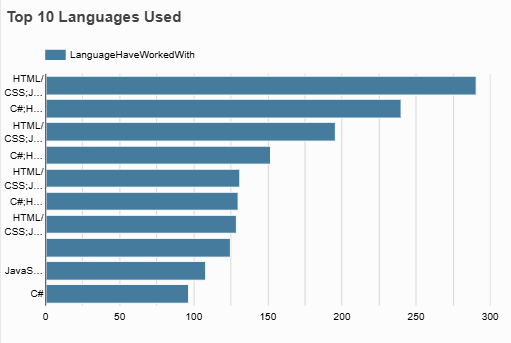 Top 10 Languages Used
LanguageHaveWorkedWith
HTML/
CSS;J...
C#;H...
HTML/
CSS;J...
C#;H...
HTML/
CSS;J...
C#;H...
HTML/
CSS;J...
JavaS...
C#
0 50 100 150 200 250 300